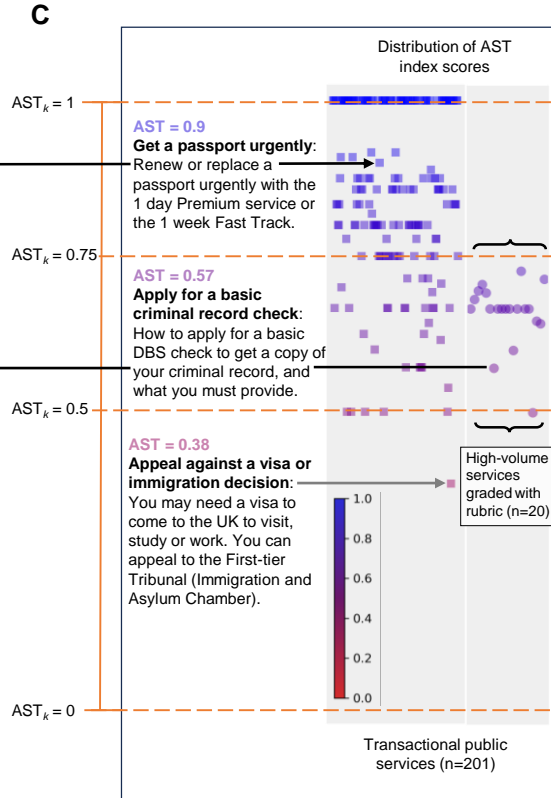 C
Distribution of AST
index scores
ASTₖ = 1
AST = 0.9
Get a passport urgently:
Renew or replace a
passport urgently with the
1 day Premium service or
the 1 week Fast Track.
ASTₖ = 0.75
AST = 0.57
Apply for a basic
criminal record check:
How to apply for a basic
DBS check to get a copy of
your criminal record, and
what you must provide.
ASTₖ = 0.5
AST = 0.38
Appeal against a visa or
immigration decision:
You may need a visa to
come to the UK to visit,
study or work. You can
appeal to the First-tier
Tribunal (Immigration and
Asylum Chamber).
High-volume
services
graded with
rubric (n=20)
1.0
0.8
0.6
0.4
0.2
0.0
ASTₖ = 0
Transactional public
services (n=201)